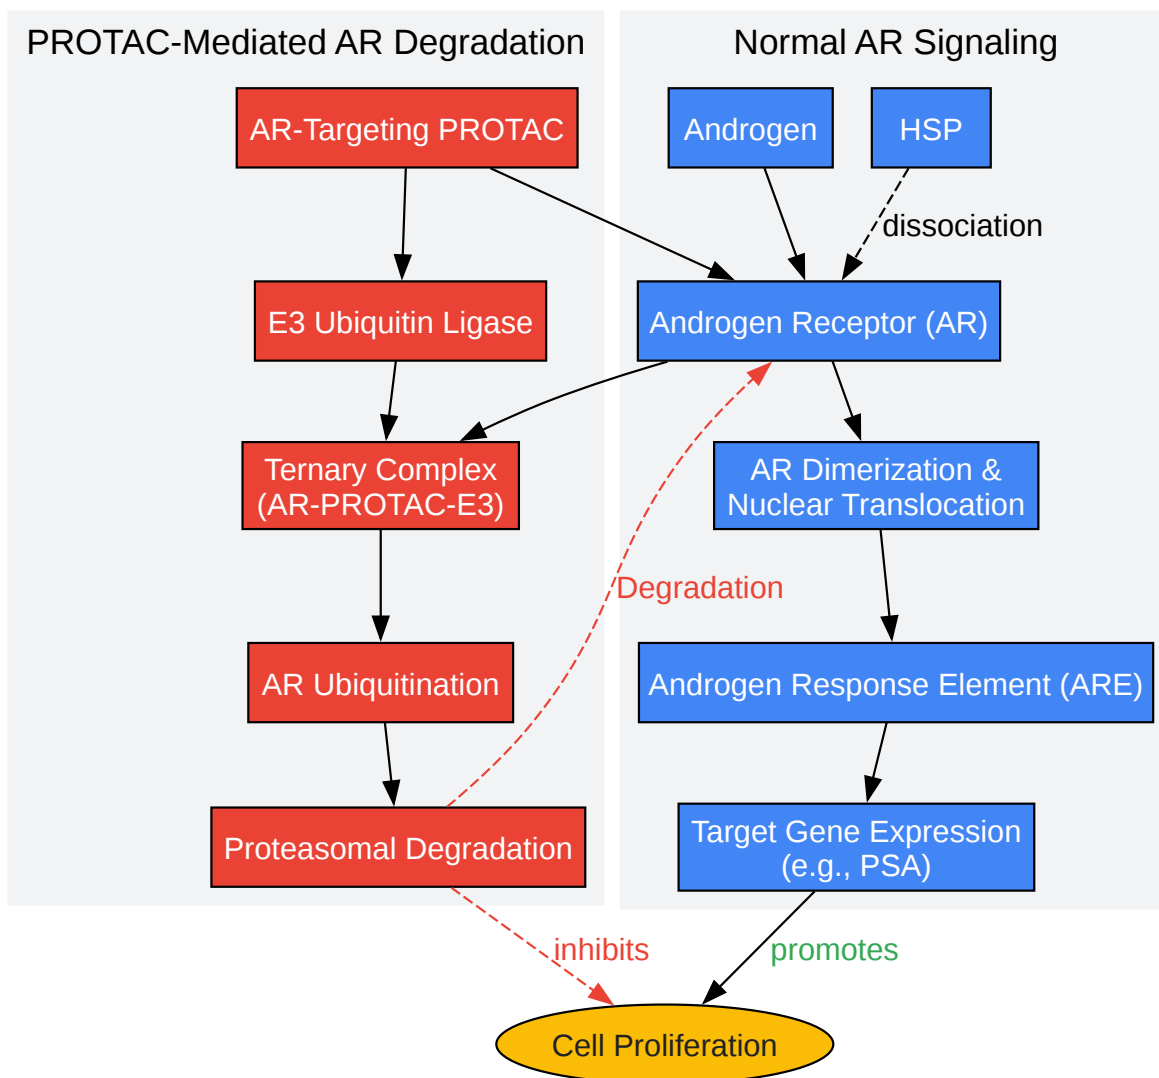 PROTAC-Mediated AR Degradation
Normal AR Signaling
AR-Targeting PROTAC
Androgen
HSP
dissociation
E3 Ubiquitin Ligase
Androgen Receptor (AR)
Ternary Complex
(AR-PROTAC-E3)
AR Dimerization &
Nuclear Translocation
Degradation
AR Ubiquitination
Androgen Response Element (ARE)
Proteasomal Degradation
Target Gene Expression
(e.g., PSA)
inhibits
promotes
Cell Proliferation